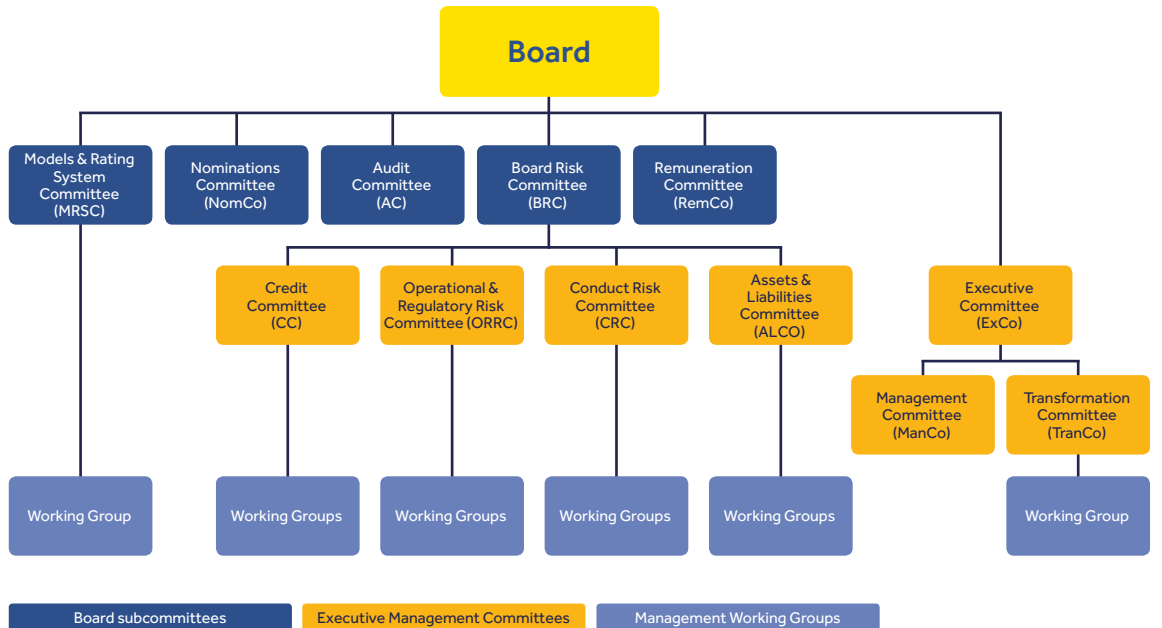 Board
Models & Rating
System
Committee
(MRSC)
Nominations
Committee
(NomCo)
Audit
Committee
(AC)
Board Risk
Committee
(BRC)
Remuneration
Committee
(RemCo)
Credit
Committee
(CC)
Operational &
Regulatory Risk
Committee (ORRC)
Conduct Risk
Committee
(CRC)
Assets &
Liabilities
Committee
(ALCO)
Executive
Committee
(ExCo)
Management
Committee
(ManCo)
Transformation
Committee
(TranCo)
Working Group
Working Groups
Working Groups
Working Groups
Working Groups
Working Group
Board subcommittees
Executive Management Committees
Management Working Groups